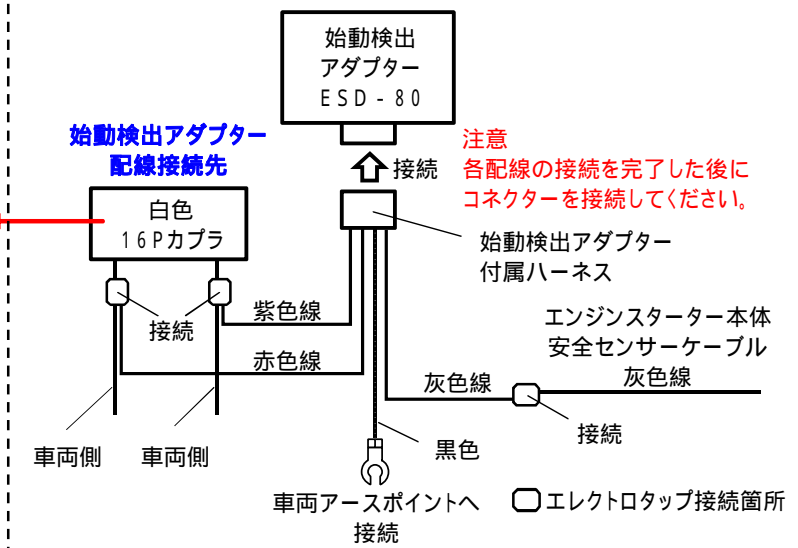 始動検出
アダプター
ESD-80
始動検出アダプター
配線接続先
注意
各配線の接続を完了した後に
コネクターを接続してください。
接続
白色
16Pカプラ
始動検出アダプター
付属ハーネス
接続
紫色線
赤色線
エンジンスターター本体
安全センサーケーブル
灰色線
灰色線
接続
車両側
車両側
黒色
車両アースポイントへ
接続
エレクトロタップ接続箇所